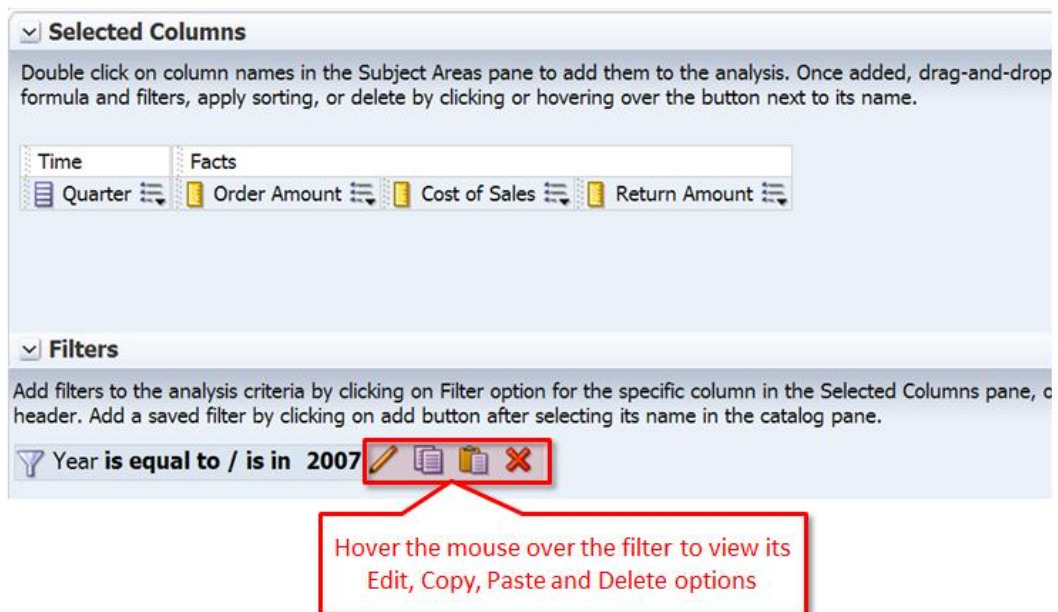 Selected Columns
Double click on column names in the Subject Areas pane to add them to the analysis. Once added, drag-and-drop
formula and filters, apply sorting, or delete by clicking or hovering over the button next to its name.
Time Facts
Quarter Order Amount Cost of Sales Return Amount
Filters
Add filters to the analysis criteria by clicking on Filter option for the specific column in the Selected Columns pane,
header. Add a saved filter by clicking on add button after selecting its name in the catalog pane.
Year is equal to / is in 2007
Hover the mouse over the filter to view its
Edit, Copy, Paste and Delete options